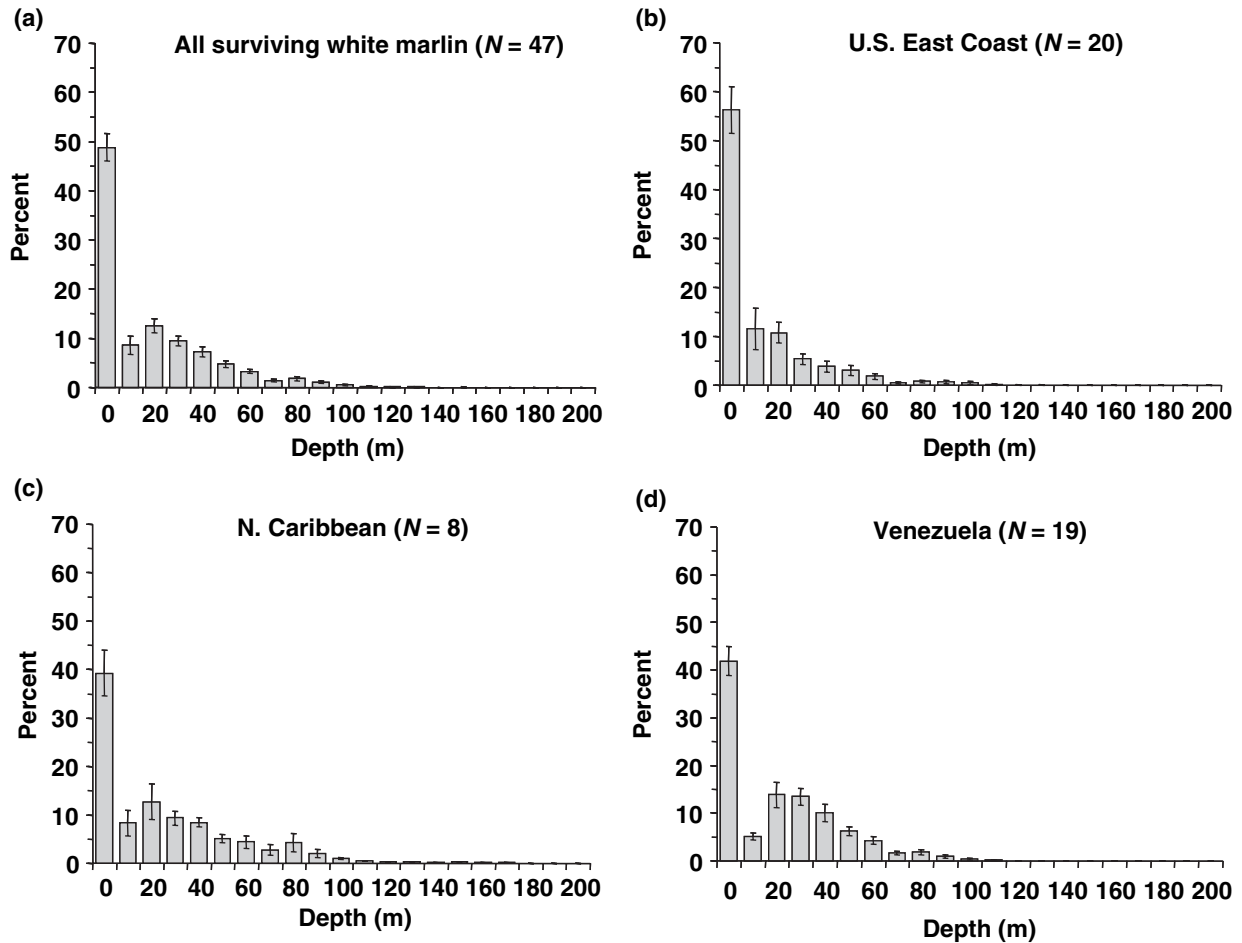 (a)
All surviving white marlin (N = 47)
70
60
50
40
30
20
10
0
Percent
0 20 40 60 80 100 120 140 160 180 200
Depth (m)
(b)
U.S. East Coast (N = 20)
70
60
50
40
30
20
10
0
Percent
0 20 40 60 80 100 120 140 160 180 200
Depth (m)
(c)
N. Caribbean (N = 8)
70
60
50
40
30
20
10
0
Percent
0 20 40 60 80 100 120 140 160 180 200
Depth (m)
(d)
Venezuela (N = 19)
70
60
50
40
30
20
10
0
Percent
0 20 40 60 80 100 120 140 160 180 200
Depth (m)